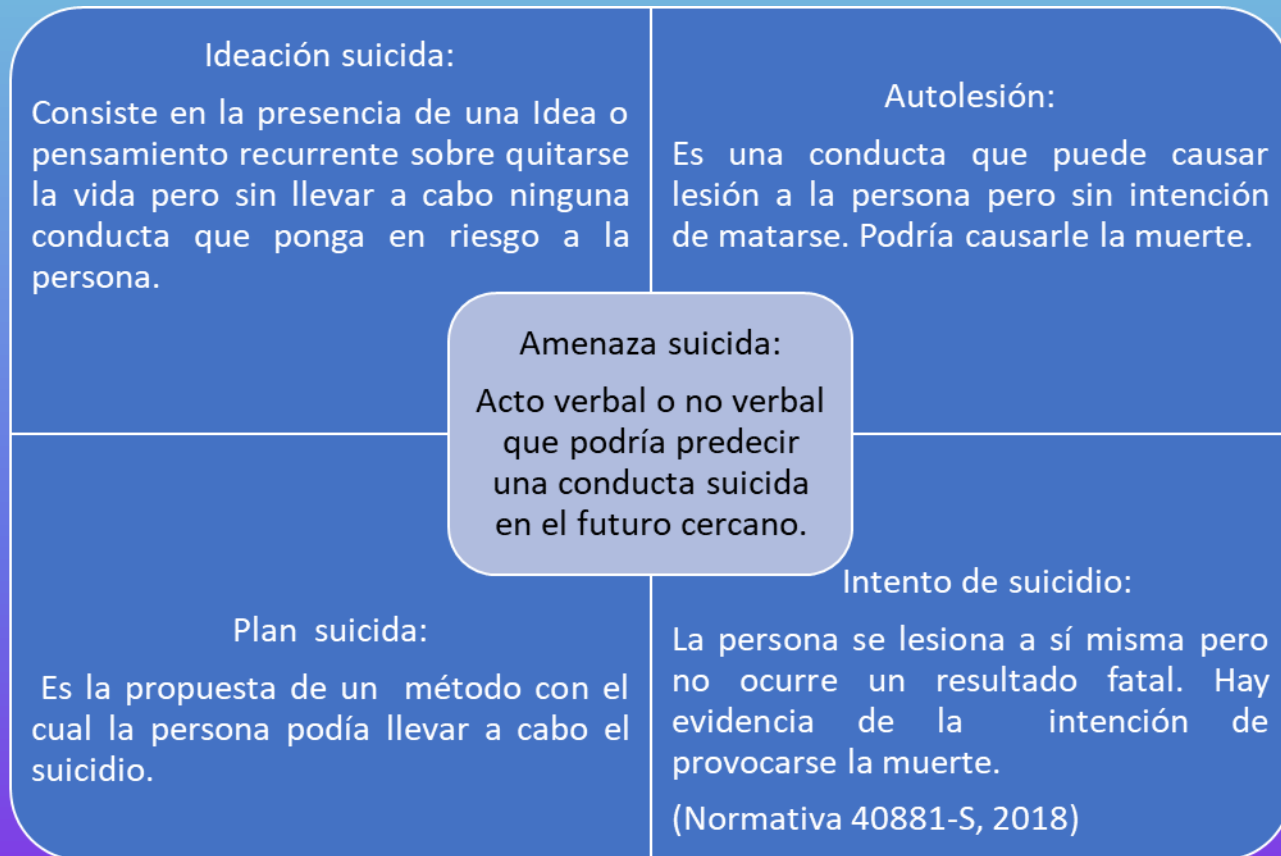 Ideación suicida:
Consiste en la presencia de una Idea o
pensamiento recurrente sobre quitarse
la vida pero sin llevar a cabo ninguna
conducta que ponga en riesgo a la
persona.
Autolesión:
Es una conducta que puede causar
lesión a la persona pero sin intención
de matarse. Podría causarle la muerte.
Amenaza suicida:
Acto verbal o no verbal
que podría predecir
una conducta suicida
en el futuro cercano.
Plan suicida:
Es la propuesta de un método con el
cual la persona podía llevar a cabo el
suicidio.
Intento de suicidio:
La persona se lesiona a sí misma pero
no ocurre un resultado fatal. Hay
evidencia de la intención de
provocarse la muerte.
(Normativa 40881-S, 2018)